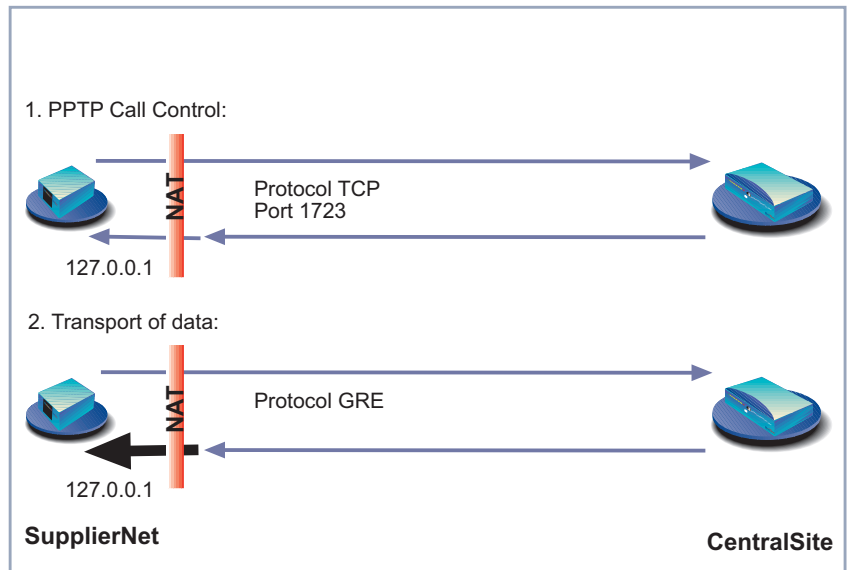 1. PPTP Call Control:
NAT
Protocol TCP
Port 1723
127.0.0.1
2. Transport of data:
NAT
Protocol GRE
127.0.0.1
SupplierNet
CentralSite